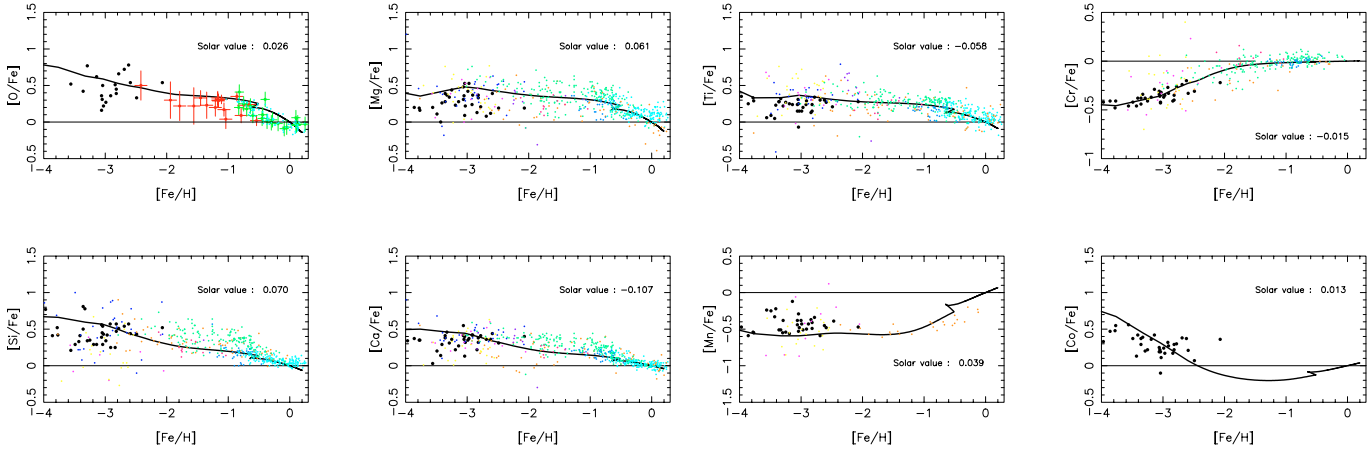 1.5
1
0.5
0
0.5
[O/Fe]
Solar value : 0.026
−4 −3 −2 −1 0
[Fe/H]
1.5
1
0.5
0
0.5
[Mg/Fe]
Solar value : 0.061
−4 −3 −2 −1 0
[Fe/H]
1.5
1
0.5
0
0.5
[Ti/Fe]
Solar value : −0.058
−4 −3 −2 −1 0
[Fe/H]
0.5
0
−0.5
−1
[Cr/Fe]
Solar value : −0.015
−4 −3 −2 −1 0
[Fe/H]
1.5
1
0.5
0
0.5
[Si/Fe]
Solar value : 0.070
−4 −3 −2 −1 0
[Fe/H]
1.5
1
0.5
0
0.5
[Ca/Fe]
Solar value : −0.107
−4 −3 −2 −1 0
[Fe/H]
0.5
0
−0.5
−1
1.5
[Mn/Fe]
Solar value : 0.039
−4 −3 −2 −1 0
[Fe/H]
1.5
1
0.5
0
0.5
[Co/Fe]
Solar value : 0.013
−4 −3 −2 −1 0
[Fe/H]